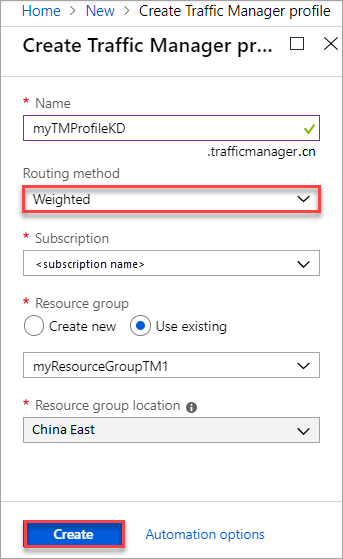 Home > New > Create Traffic Manager profile
Create Traffic Manager pr...
* Name
myTMProfileKD
.trafficmanager.cn
Routing method
Weighted
* Subscription
<subscription name>
* Resource group
Create new Use existing
myResourceGroupTM1
* Resource group location
China East
Create Automation options